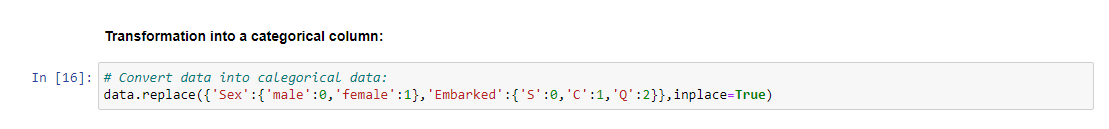 Transformation into a categorical column:
In [16]: # Convert data into categorical data:
data.replace({'Sex':{'male':0,'female':1},'Embarked':{'S':0,'C':1,'Q':2}},inplace=True)